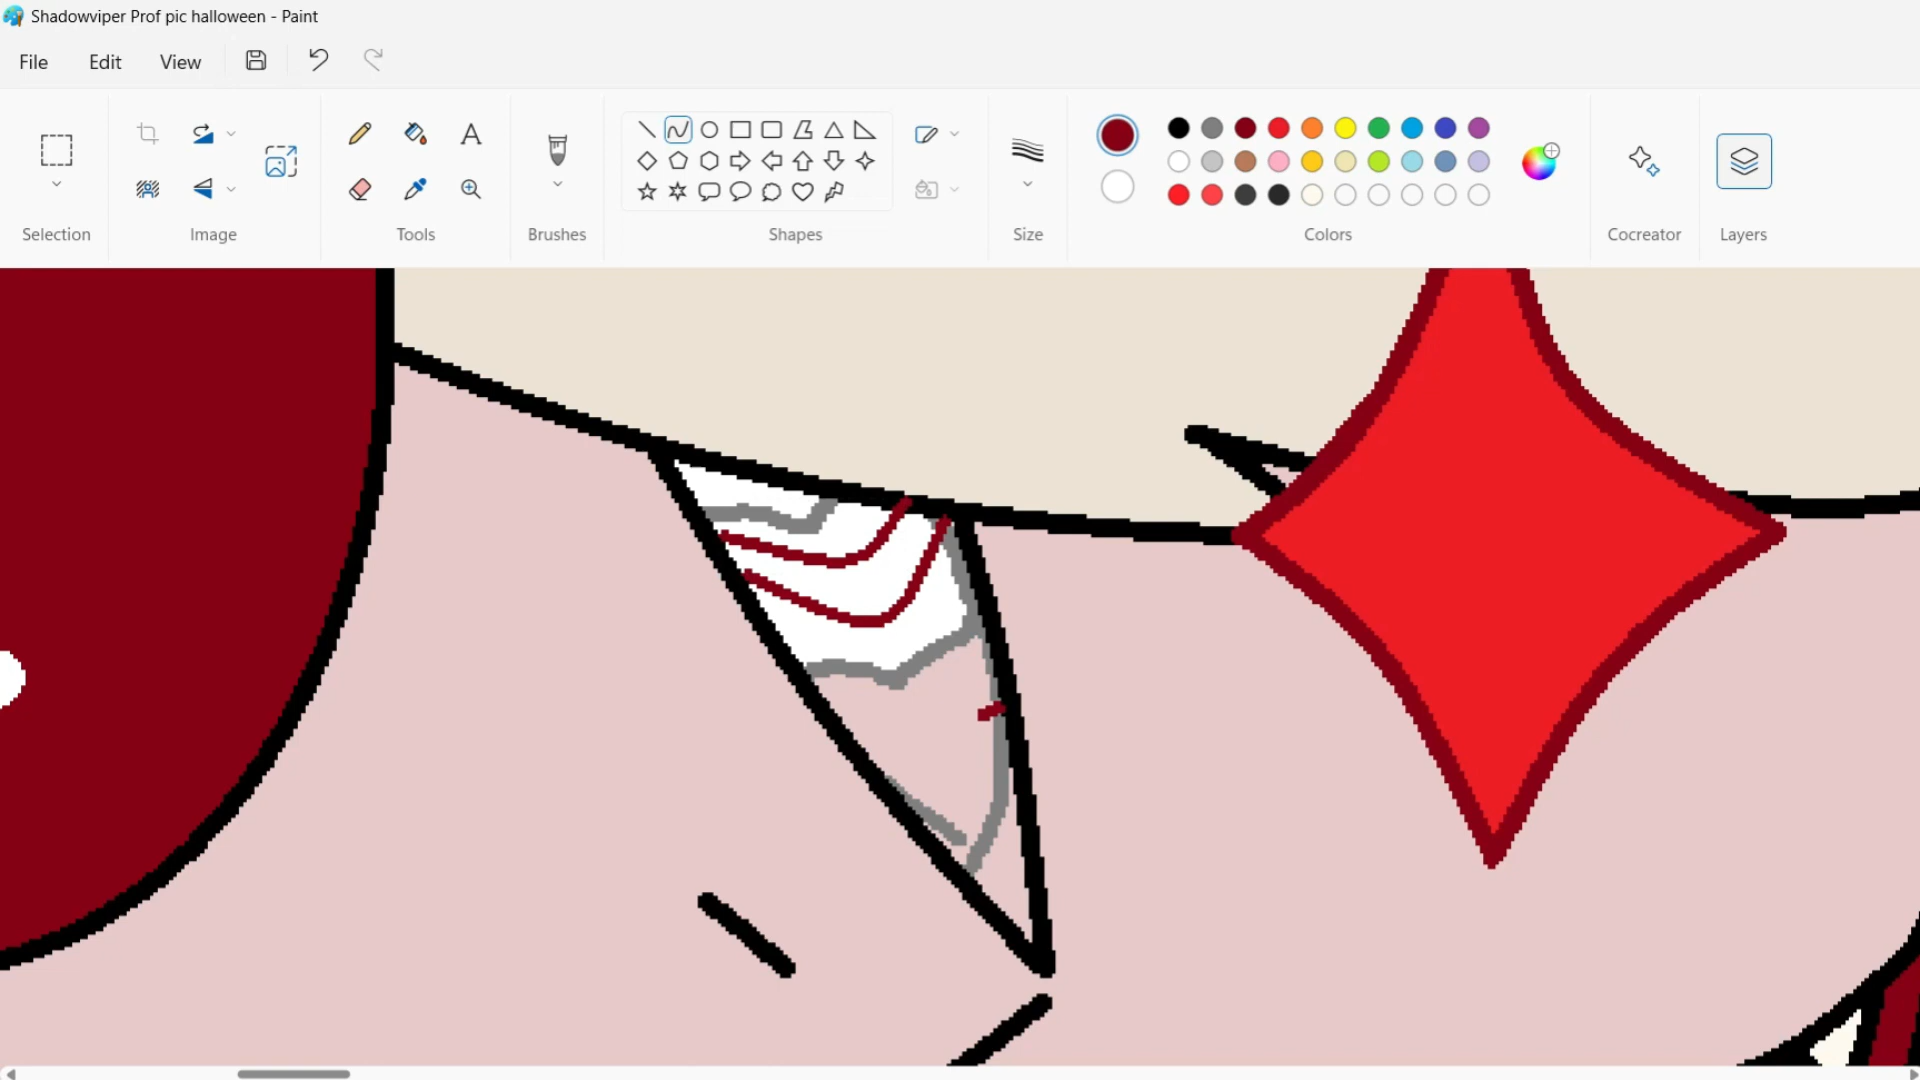 Shadowviper Prof pic halloween - Paint
File Edit View
A
Selection Image Tools Brushes Shapes Size Colors Cocreator Layers